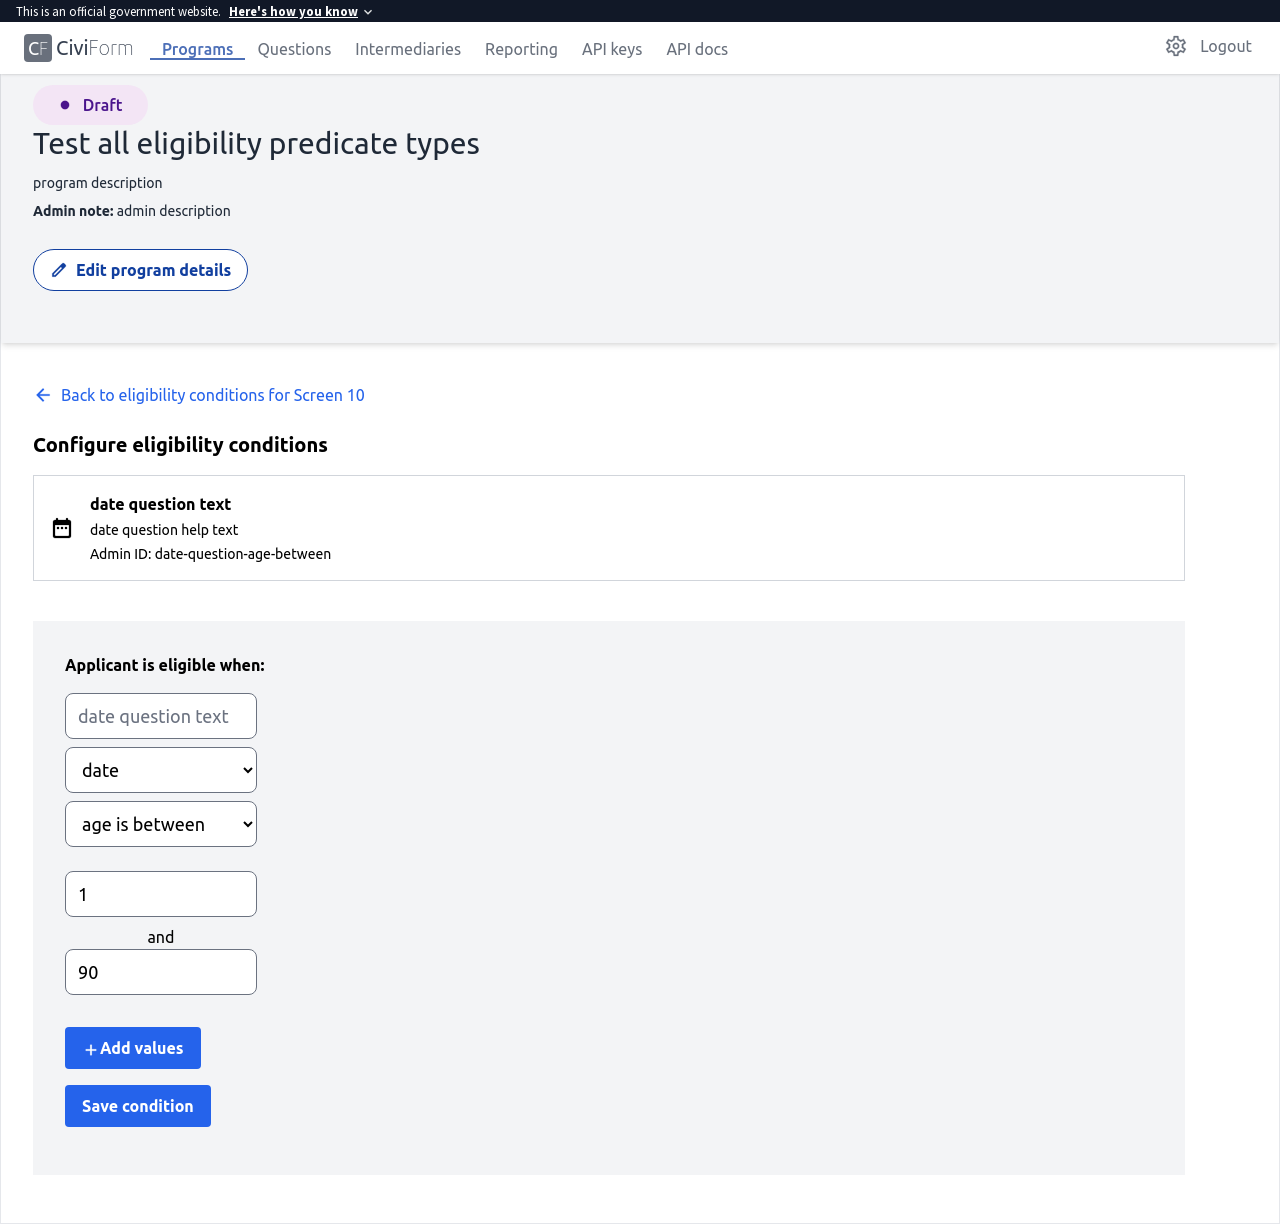 This is an official government website. Here's how you know
CF CiviForm Programs Questions Intermediaries Reporting API keys API docs Logout
Draft
Test all eligibility predicate types
program description
Admin note: admin description
Edit program details
Back to eligibility conditions for Screen 10
Configure eligibility conditions
date question text
date question help text
Admin ID: date-question-age-between
Applicant is eligible when:
date question text
date
age is between
1
and
90
+ Add values
Save condition